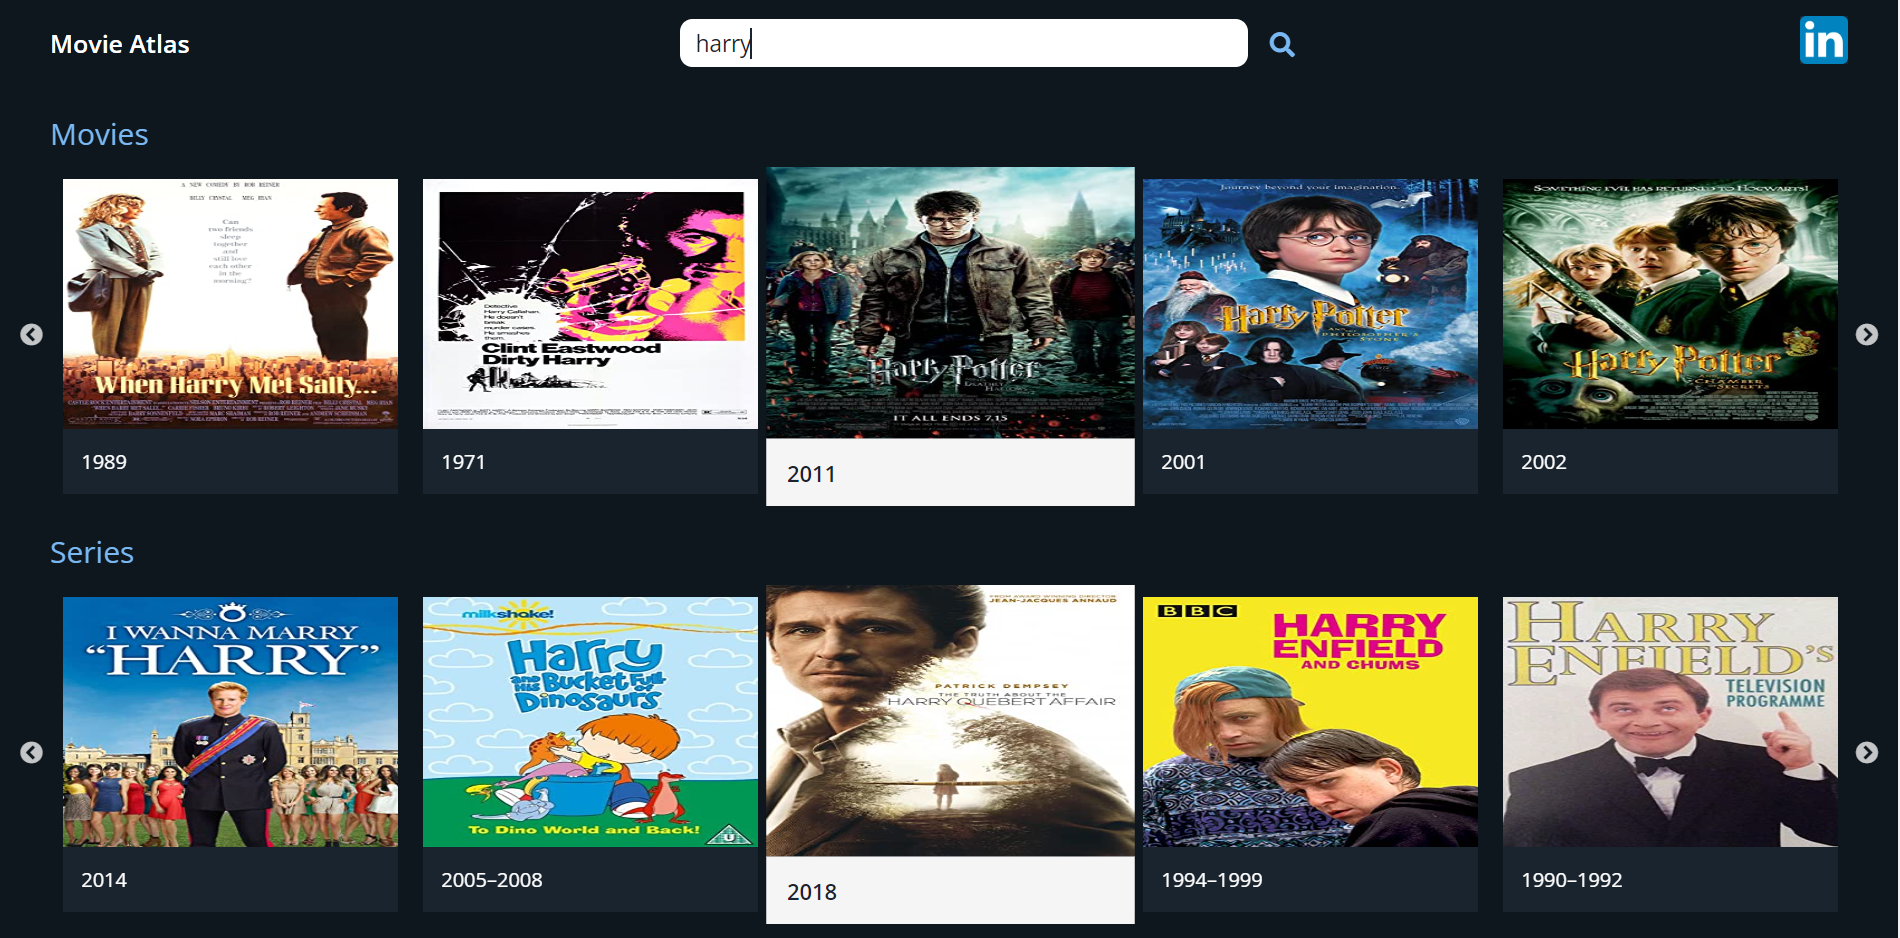 Movie Atlas
harry
in
Movies
A NEW COMEDY BY ROB REINER
BILLY CRYSTAL MEG RYAN
Can
two friends
sleep
together
and
still love
each other
in the
morning?
When Harry Met Sally...
1989
Detective
Harry Callahan.
He doesn't
break
murder cases.
He smashes
them.
Clint Eastwood
Dirty Harry
1971
Harry Potter
DEATHLY
HALLOWS
IT ALL ENDS 7.15
2011
Journey beyond your imagination.
Harry Potter
AND THE
PHILOSOPHER'S
STONE
2001
SOMETHING EVIL HAS RETURNED TO HOGWARTS!
Harry Potter
CHAMBER
SECRETS
2002
Series
I WANNA MARRY
“HARRY”
2014
milkshake!
Harry
and His
Bucket Full
of
Dinosaurs
To Dino World and Back!
U
2005–2008
FROM AWARD-WINNING DIRECTOR
JEAN-JACQUES ANNAUD
PATRICK DEMPSEY
THE TRUTH ABOUT THE
HARRY QUEBERT AFFAIR
2018
BBC
HARRY
ENFIELD
AND CHUMS
1994–1999
HARRY
ENFIELD'S
TELEVISION
PROGRAMME
1990–1992